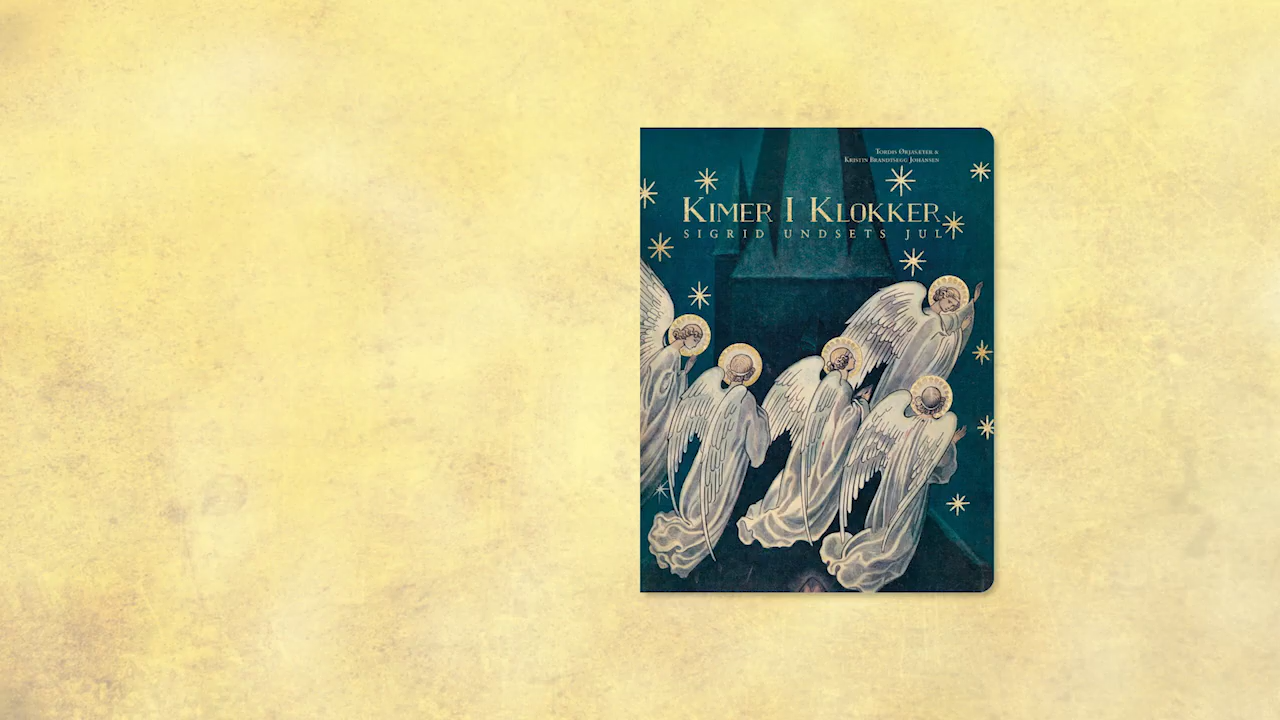 Tordis Ørjasæter &
Kristin Brandtsegg Johansen
Kimer I Klokker
SIGRID UNDSETS JUL